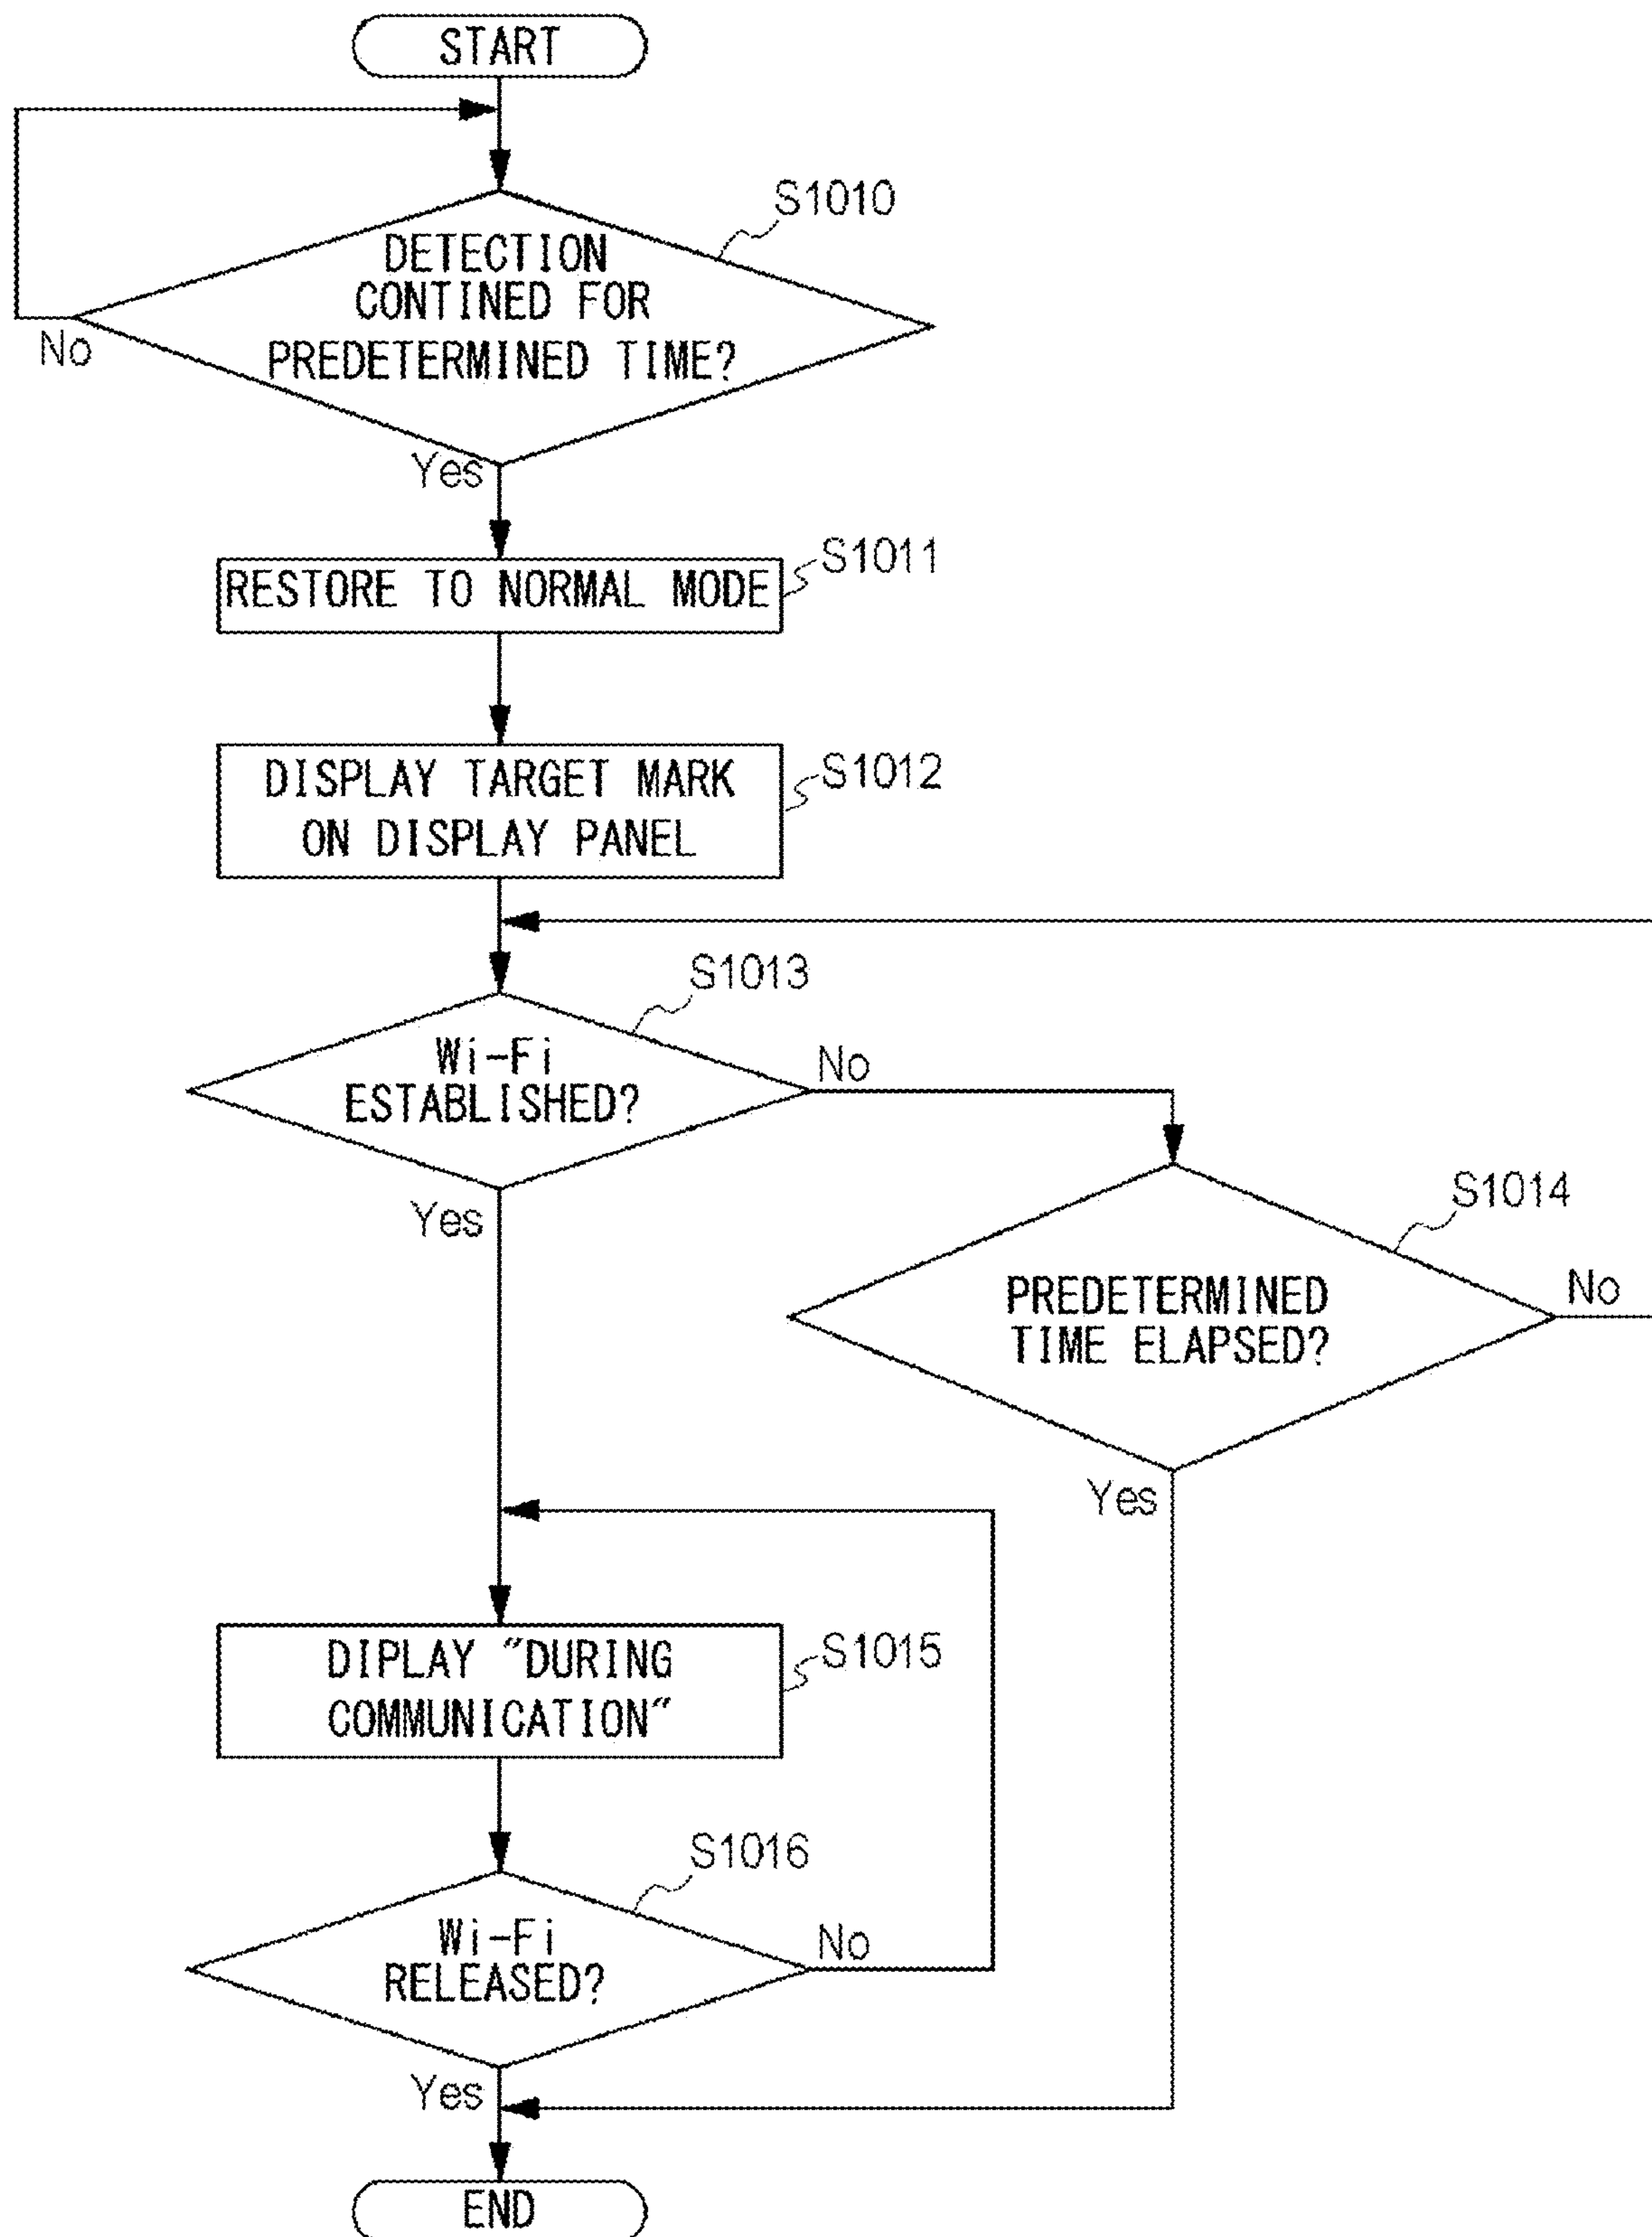 START
S1010
DETECTION
CONTINED FOR
PREDETERMINED TIME?
No
Yes
RESTORE TO NORMAL MODE
S1011
DISPLAY TARGET MARK
ON DISPLAY PANEL
S1012
S1013
Wi-Fi
ESTABLISHED?
No
Yes
S1014
PREDETERMINED
TIME ELAPSED?
No
Yes
DIPLAY "DURING
COMMUNICATION"
S1015
S1016
Wi-Fi
RELEASED?
No
Yes
END